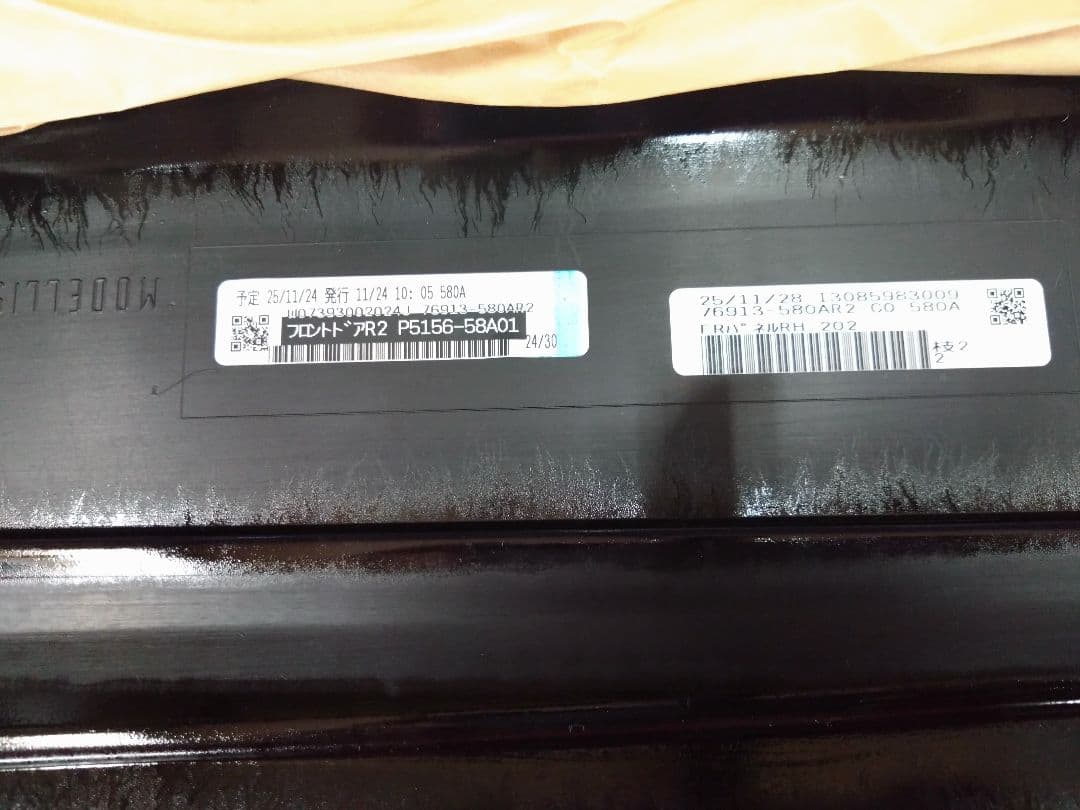 MODELLIS
予定 25/11/24 発行 11/24 10: 05 580A
76913-580AR2
フロントドアR2 P5156-58A01
24/30
25/11/28 13085983009
76913-580AR2 C0 580A
FRパネルRH 202
枝2
2